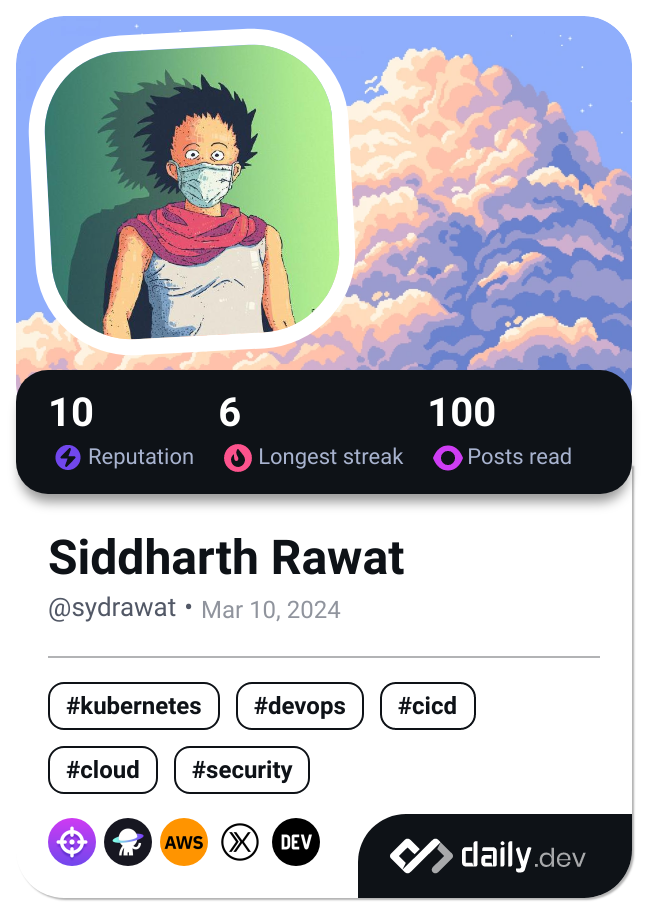 10 6 100
Reputation Longest streak Posts read
Siddharth Rawat
@sydrawat • Mar 10, 2024
#kubernetes #devops #cicd
#cloud #security
AWS DEV
daily.dev